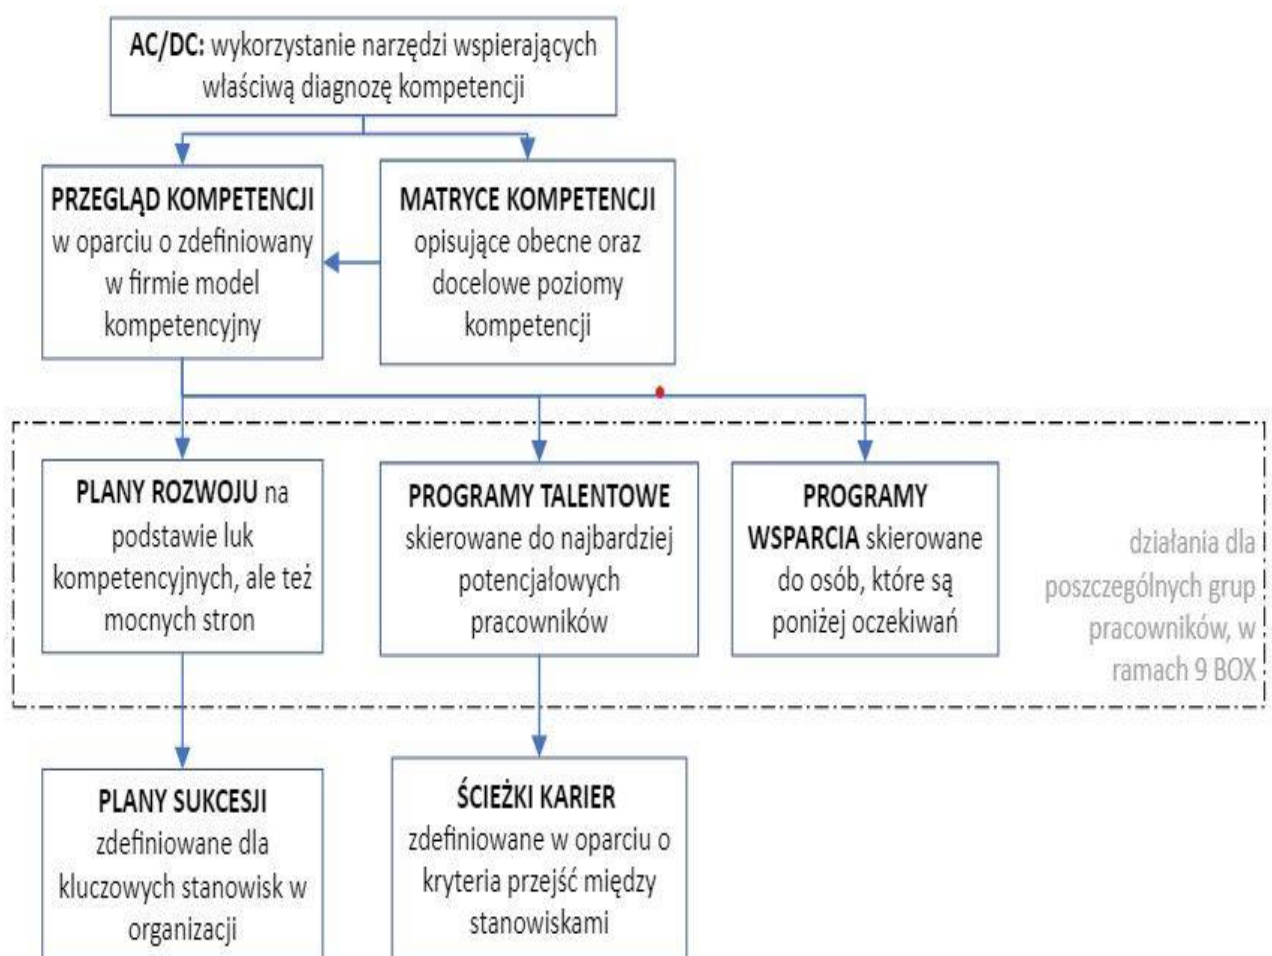 AC/DC: wykorzystanie narzędzi wspierających
właściwą diagnozę kompetencji
PRZEGLĄD KOMPETENCJI
w oparciu o zdefiniowany
w firmie model
kompetencyjny
MATRYCE KOMPETENCJI
opisujące obecne oraz
docelowe poziomy
kompetencji
PLANY ROZWOJU na
podstawie luk
kompetencyjnych, ale też
mocnych stron
PROGRAMY TALENTOWE
skierowane do najbardziej
potencjałowych
pracowników
PROGRAMY
WSPARCIA skierowane
do osób, które są
poniżej oczekiwań
działania dla
poszczególnych grup
pracowników, w
ramach 9 BOX
PLANY SUKCESJI
zdefiniowane dla
kluczowych stanowisk w
organizacji
ŚCIEŻKI KARIER
zdefiniowane w oparciu o
kryteria przejść między
stanowiskami